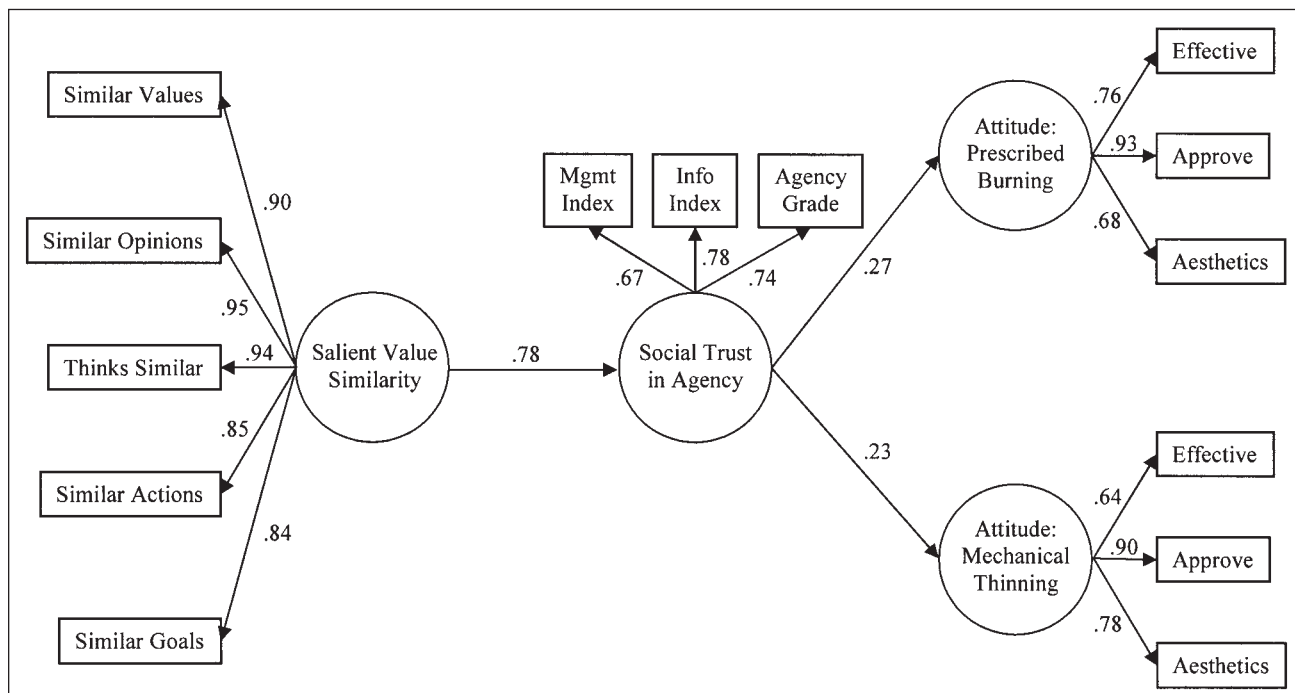 Similar Values
.90
Similar Opinions
.95
Thinks Similar
.94
.85
Similar Actions
.84
Similar Goals
Salient Value
Similarity
.78
Mgmt
Index
Info
Index
Agency
Grade
.67
.78
.74
Social Trust
in Agency
.27
.23
Attitude:
Prescribed
Burning
.76
.93
.68
Effective
Approve
Aesthetics
Attitude:
Mechanical
Thinning
.64
.90
.78
Effective
Approve
Aesthetics